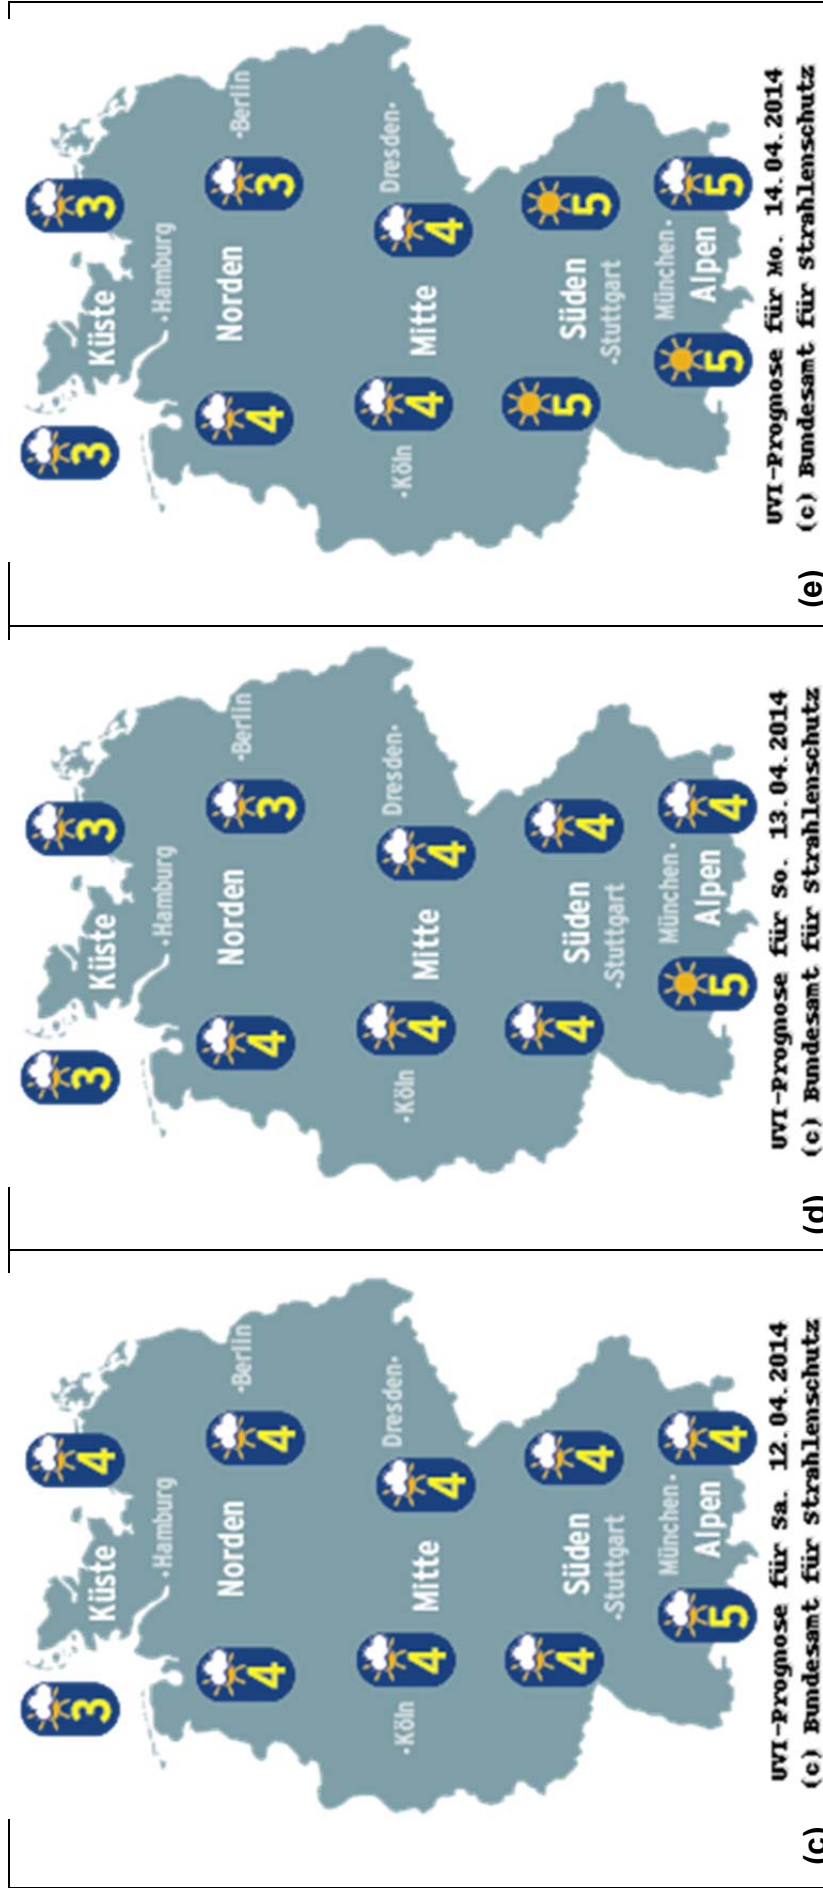 3
4
Küste
Hamburg
Berlin
4
Norden
4
Dresden
Köln
4
Mitte
4
4
Süden
4
Stuttgart
München
5
Alpen
4
UVI-Prognose für Sa. 12.04.2014
(c) Bundesamt für Strahlenschutz
(c)
3
3
Küste
Hamburg
Berlin
4
Norden
3
Dresden
Köln
4
Mitte
4
4
Süden
4
Stuttgart
München
5
Alpen
4
UVI-Prognose für So. 13.04.2014
(c) Bundesamt für Strahlenschutz
(d)
3
3
Küste
Hamburg
Berlin
4
Norden
3
Dresden
Köln
4
Mitte
4
5
Süden
5
Stuttgart
München
5
Alpen
5
UVI-Prognose für Mo. 14.04.2014
(c) Bundesamt für Strahlenschutz
(e)